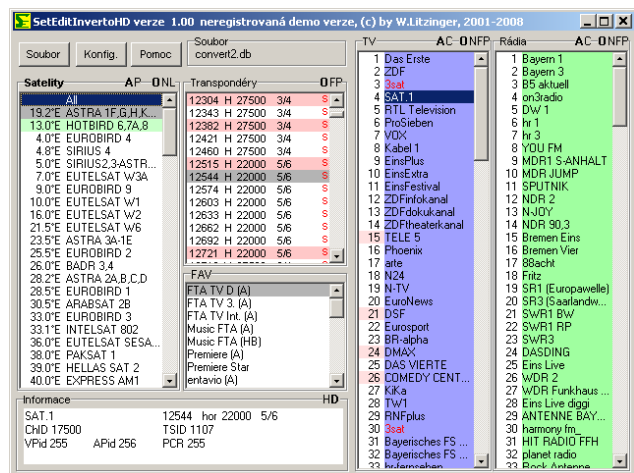 SetEditInvertoHD verze 1.00 neregistrovaná demo verze, (c) by W.Litzinger, 2001-2008
Soubor Konfig. Pomoc
Soubor
convert2.db
Satelity AP ONL
All
19.2°E ASTRA 1F,G,H,K...
13.0°E HOTBIRD 6,7A,8
4.0°E EUROBIRD 4
4.8°E SIRIUS 4
5.0°E SIRIUS2,3-ASTR...
7.0°E EUTELSAT W3A
9.0°E EUROBIRD 9
10.0°E EUTELSAT W1
16.0°E EUTELSAT W2
21.5°E EUTELSAT W6
23.5°E ASTRA 3A-1E
25.5°E EUROBIRD 2
26.0°E BADR 3,4
28.2°E ASTRA 2A,B,C,D
28.5°E EUROBIRD 1
30.5°E ARABSAT 2B
33.0°E EUROBIRD 3
33.1°E INTELSAT 802
36.0°E EUTELSAT SESA...
38.0°E PAKSAT 1
39.0°E HELLAS SAT 2
40.0°E EXPRESS AM1
Transpondéry OFP
12304 H 27500 3/4 S
12343 H 27500 3/4 S
12382 H 27500 3/4 S
12421 H 27500 3/4 S
12460 H 27500 3/4 S
12515 H 22000 5/6 S
12544 H 22000 5/6 S
12574 H 22000 5/6 S
12603 H 22000 5/6 S
12633 H 22000 5/6 S
12662 H 22000 5/6 S
12692 H 22000 5/6 S
12721 H 22000 5/6 S
FAV
FTA TV D (A)
FTA TV 3. (A)
FTA TV Int. (A)
Music FTA (A)
Music FTA (HB)
Premiere (A)
Premiere Star
entavio (A)
TV AC ONFP
1 Das Erste
2 ZDF
3 3sat
4 SAT.1
5 RTL Television
6 ProSieben
7 VOX
8 Kabel 1
9 EinsPlus
10 EinsExtra
11 EinsFestival
12 ZDFinfokanal
13 ZDFdokukanal
14 ZDFtheaterkanal
15 TELE 5
16 Phoenix
17 arte
18 N24
19 N-TV
20 EuroNews
21 DSF
22 Eurosport
23 BR-alpha
24 DMAX
25 DAS VIERTE
26 COMEDY CENT...
27 KiKa
28 TW1
29 RNFplus
30 3sat
31 Bayerisches FS ...
32 Bayerisches FS ...
33 hr-fernsehen
Rádia AC ONFP
1 Bayern 1
2 Bayern 3
3 B5 aktuell
4 on3radio
5 DW 1
6 hr 1
7 hr 3
8 YOU FM
9 MDR1 S-ANHALT
10 MDR JUMP
11 SPUTNIK
12 NDR 2
13 N-JOY
14 NDR 90,3
15 Bremen Eins
16 Bremen Vier
17 88acht
18 Fritz
19 SR1 (Europawelle)
20 SR3 (Saarlandw...
21 SWR1 BW
22 SWR1 RP
23 SWR3
24 DASDING
25 Eins Live
26 WDR 2
27 WDR Funkhaus ...
28 Eins Live diggi
29 ANTENNE BAY...
30 harmony fm_
31 HIT RADIO FFH
32 planet radio
33 Rock Antenne
Informace HD
SAT.1 12544 hor 22000 5/6
ChID 17500 TSID 1107
VPid 255 APid 256 PCR 255